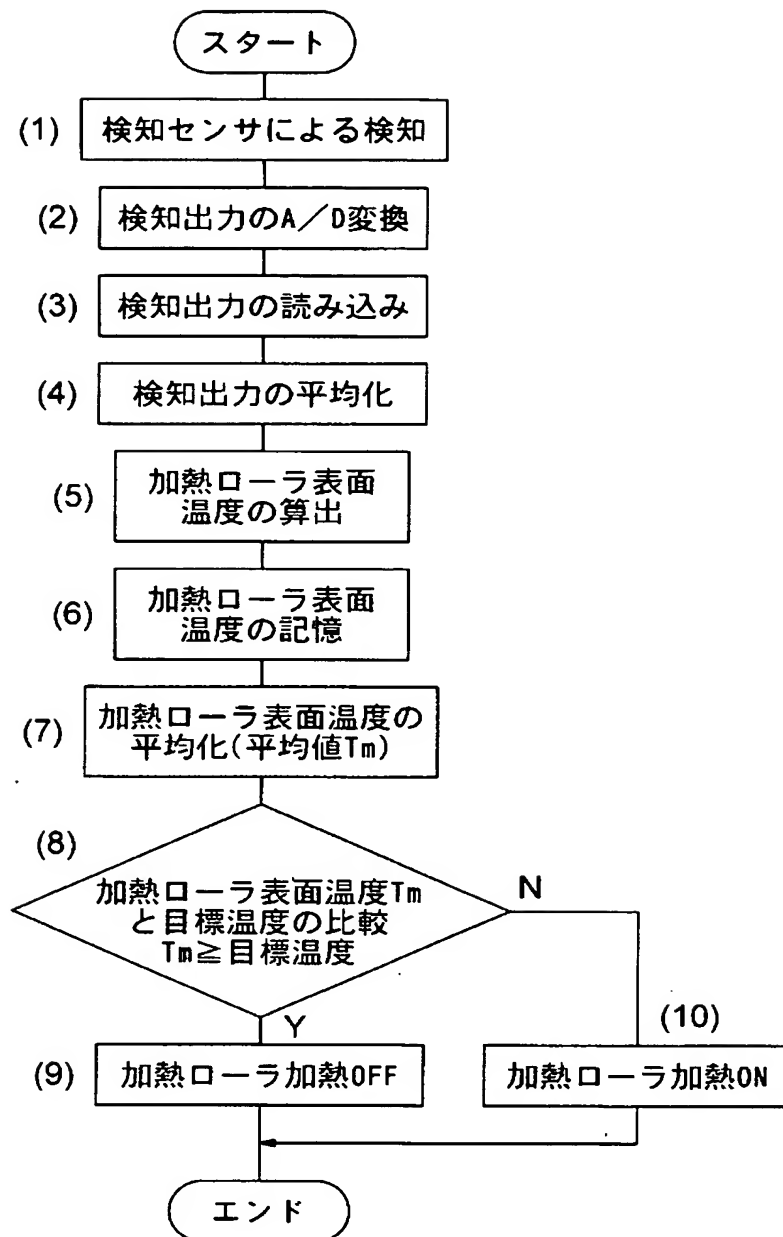 スタート
(1) 検知センサによる検知
(2) 検知出力のA/D変換
(3) 検知出力の読み込み
(4) 検知出力の平均化
(5) 加熱ローラ表面
温度の算出
(6) 加熱ローラ表面
温度の記憶
(7) 加熱ローラ表面温度の
平均化(平均値Tm)
(8)
加熱ローラ表面温度Tm
と目標温度の比較
Tm≧目標温度
N
Y
(9) 加熱ローラ加熱OFF
(10)
加熱ローラ加熱ON
エンド